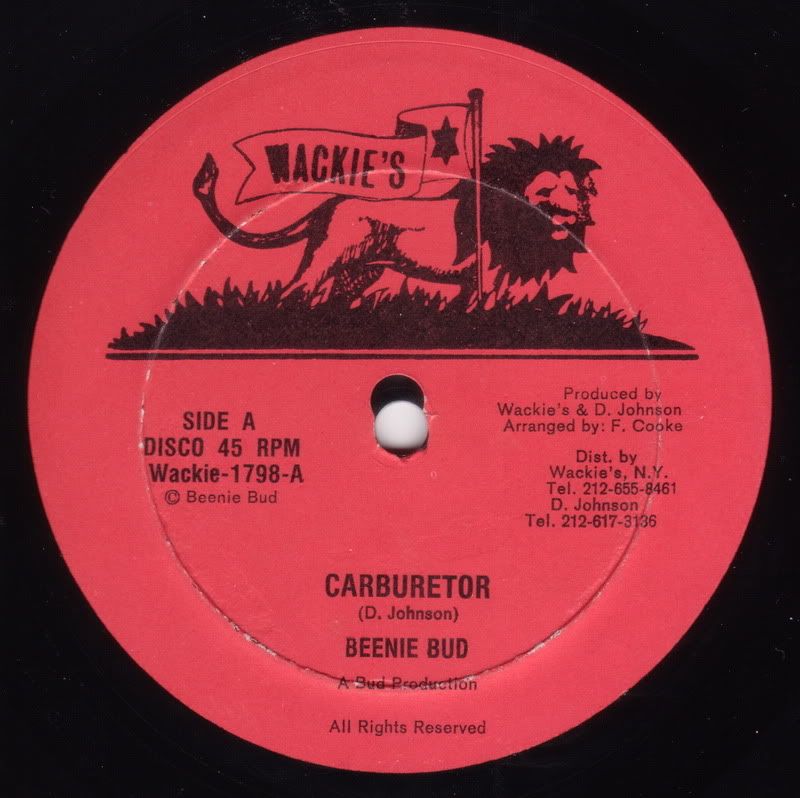 WACKIE'S
SIDE A
DISCO 45 RPM
Wackie-1798-A
© Beenie Bud
Produced by
Wackie's & D. Johnson
Arranged by: F. Cooke
Dist. by
Wackie's, N.Y.
Tel. 212-655-8461
D. Johnson
Tel. 212-617-3136
CARBURETOR
(D. Johnson)
BEENIE BUD
A Bud Production
All Rights Reserved